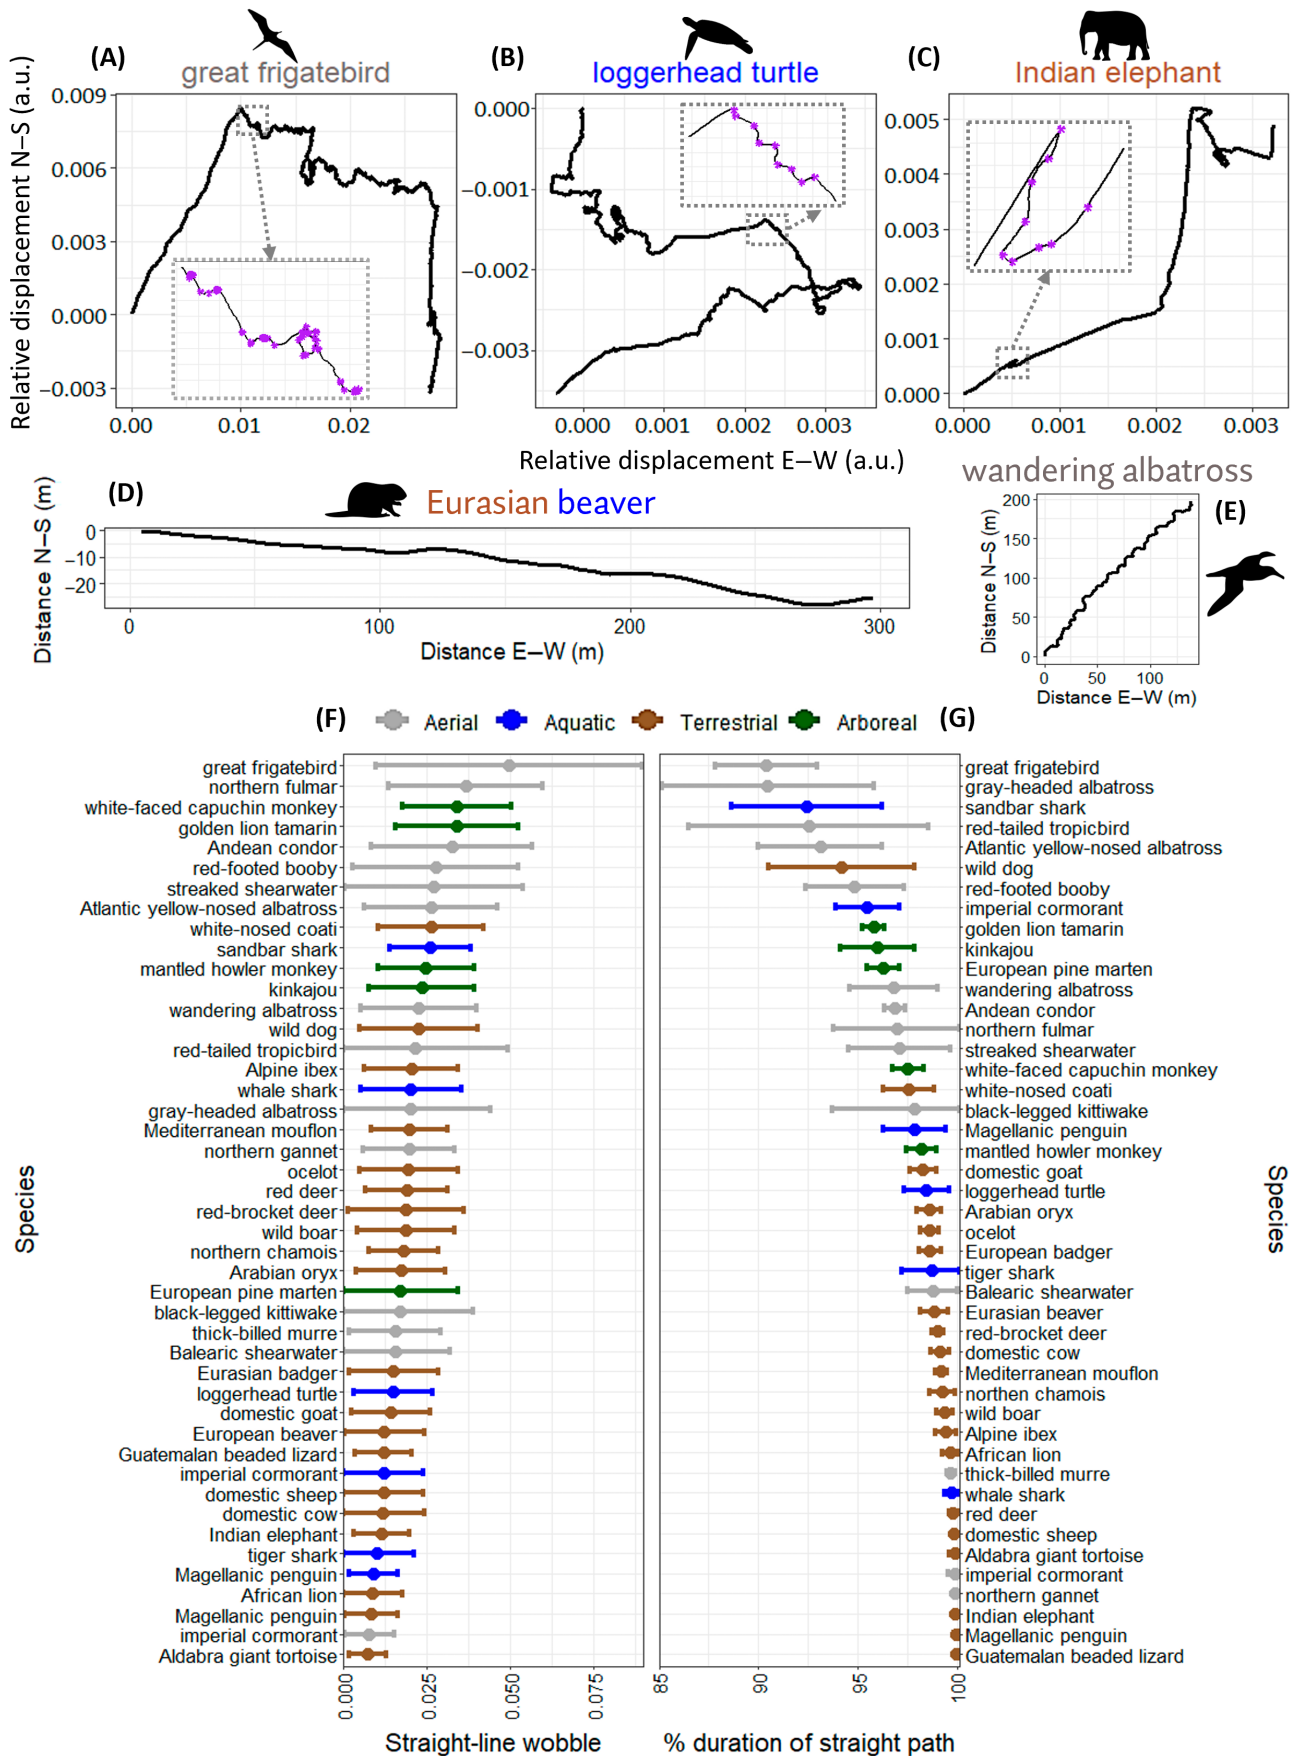 (A)
great frigatebird
(B)
loggerhead turtle
(C)
Indian elephant
Relative displacement N–S (a.u.)
0.009
0.006
0.003
0.000
−0.003
0.00 0.01 0.02
0.000
−0.001
−0.002
−0.003
0.000 0.001 0.002 0.003
0.005
0.004
0.003
0.002
0.001
0.000
0.000 0.001 0.002 0.003
Relative displacement E–W (a.u.)
(D)
Eurasian beaver
Distance N–S (m)
0
−10
−20
0 100 200 300
Distance E–W (m)
wandering albatross
(E)
Distance N–S (m)
200
150
100
50
0
0 50 100
Distance E–W (m)
(F)
Aerial Aquatic Terrestrial Arboreal
(G)
Species
great frigatebird
northern fulmar
white-faced capuchin monkey
golden lion tamarin
Andean condor
red-footed booby
streaked shearwater
Atlantic yellow-nosed albatross
white-nosed coati
sandbar shark
mantled howler monkey
kinkajou
wandering albatross
wild dog
red-tailed tropicbird
Alpine ibex
whale shark
gray-headed albatross
Mediterranean mouflon
northern gannet
ocelot
red deer
red-brocket deer
wild boar
northern chamois
Arabian oryx
European pine marten
black-legged kittiwake
thick-billed murre
Balearic shearwater
Eurasian badger
loggerhead turtle
domestic goat
European beaver
Guatemalan beaded lizard
imperial cormorant
domestic sheep
domestic cow
Indian elephant
tiger shark
Magellanic penguin
African lion
Magellanic penguin
imperial cormorant
Aldabra giant tortoise
0.000 0.025 0.050 0.075
Straight-line wobble
great frigatebird
gray-headed albatross
sandbar shark
red-tailed tropicbird
Atlantic yellow-nosed albatross
wild dog
red-footed booby
imperial cormorant
golden lion tamarin
kinkajou
European pine marten
wandering albatross
Andean condor
northern fulmar
streaked shearwater
white-faced capuchin monkey
white-nosed coati
black-legged kittiwake
Magellanic penguin
mantled howler monkey
domestic goat
loggerhead turtle
Arabian oryx
ocelot
European badger
tiger shark
Balearic shearwater
Eurasian beaver
red-brocket deer
domestic cow
Mediterranean mouflon
northen chamois
wild boar
Alpine ibex
African lion
thick-billed murre
whale shark
red deer
domestic sheep
Aldabra giant tortoise
imperial cormorant
northern gannet
Indian elephant
Magellanic penguin
Guatemalan beaded lizard
Species
85 90 95 100
% duration of straight path